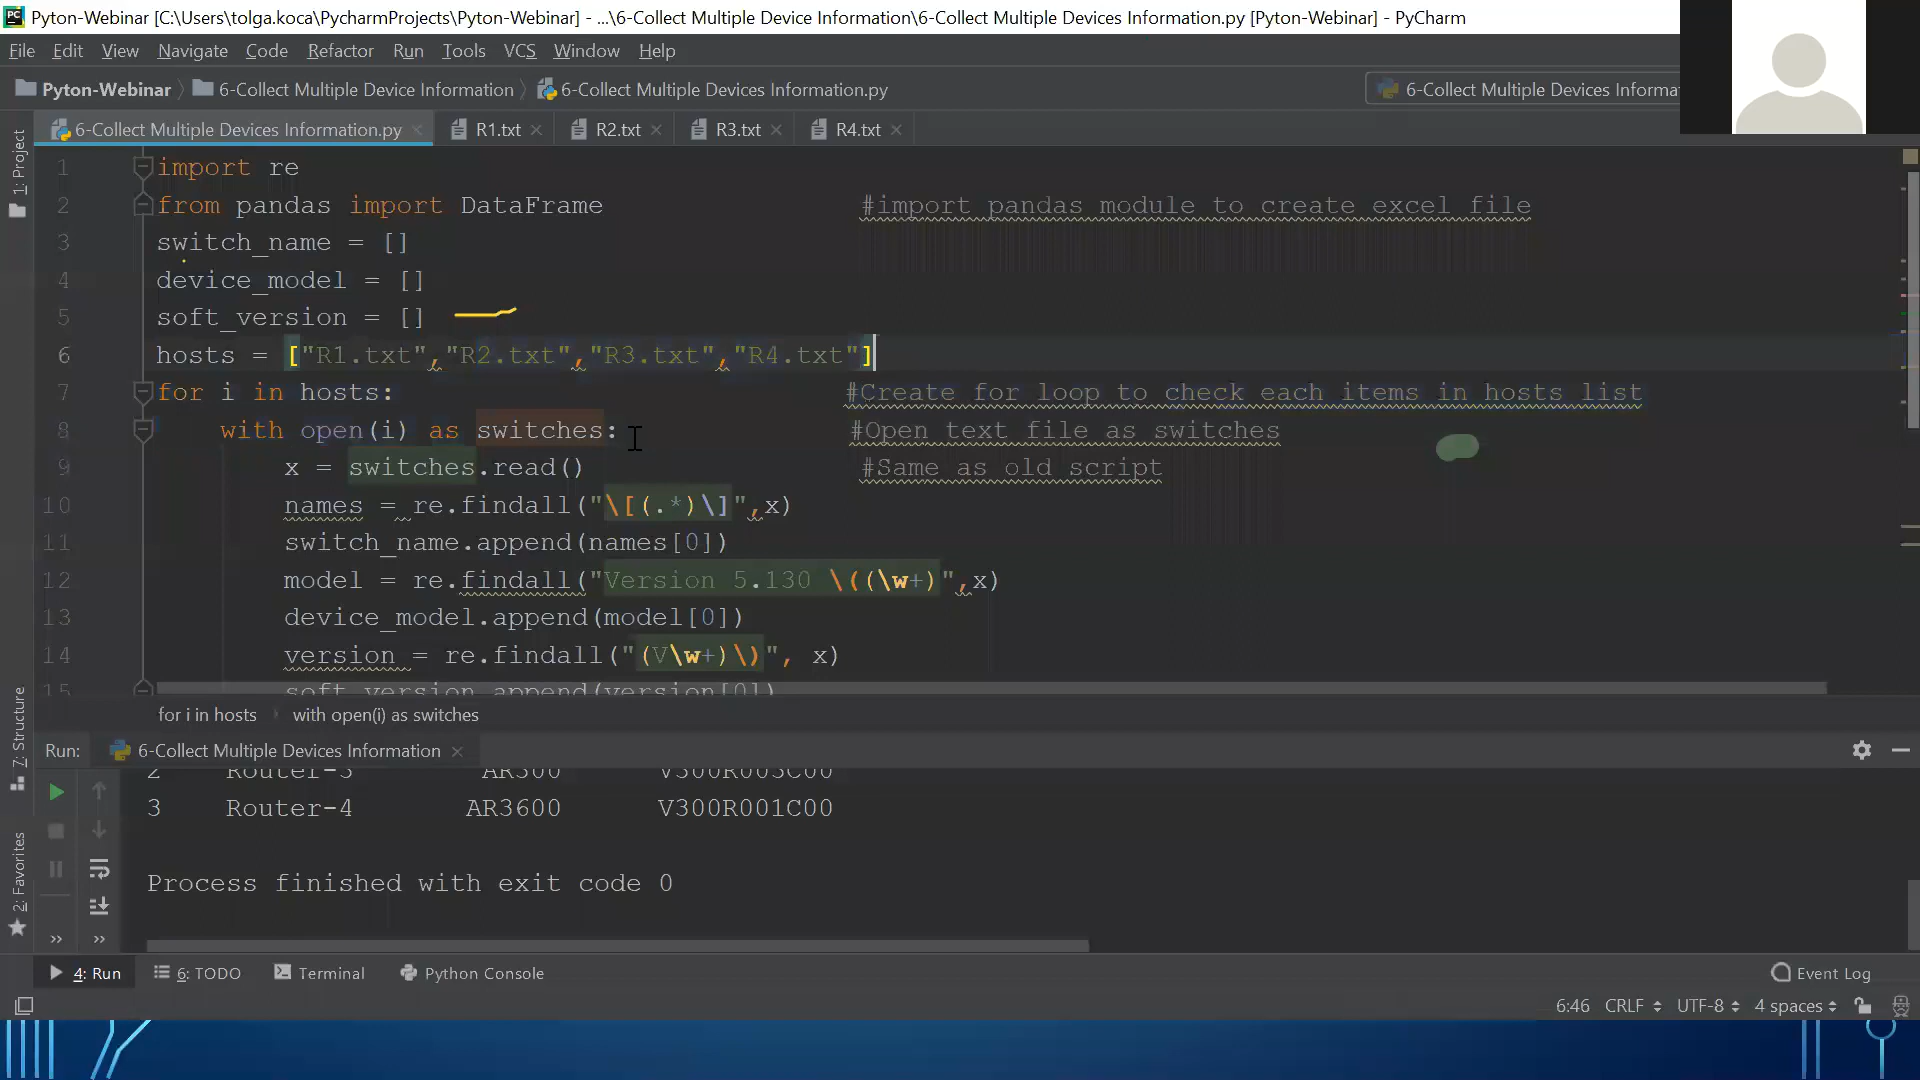 Pyton-Webinar [C:\Users\tolga.koca\PycharmProjects\Pyton-Webinar] - ...\6-Collect Multiple Device Information\6-Collect Multiple Devices Information.py [Pyton-Webinar] - PyCharm
File Edit View Navigate Code Refactor Run Tools VCS Window Help
Pyton-Webinar 6-Collect Multiple Device Information 6-Collect Multiple Devices Information.py 6-Collect Multiple Devices Informa
6-Collect Multiple Devices Information.py R1.txt R2.txt R3.txt R4.txt
1: Project
1 import re
2 from pandas import DataFrame #import pandas module to create excel file
3 switch_name = []
4 device_model = []
5 soft_version = []
6 hosts = ["R1.txt","R2.txt","R3.txt","R4.txt"]
7 for i in hosts: #Create for loop to check each items in hosts list
8 with open(i) as switches: #Open text file as switches
9 x = switches.read() #Same as old script
10 names = re.findall("\[(.*)\]",x)
11 switch_name.append(names[0])
12 model = re.findall("Version 5.130 \((\w+)",x)
13 device_model.append(model[0])
14 version = re.findall("(V\w+)\)", x)
15 soft_version.append(version[0])
for i in hosts with open(i) as switches
7: Structure
Run: 6-Collect Multiple Devices Information
2 Router-3 AR300 V300R003C00
3 Router-4 AR3600 V300R001C00
Process finished with exit code 0
2: Favorites
4: Run 6: TODO Terminal Python Console Event Log
6:46 CRLF UTF-8 4 spaces